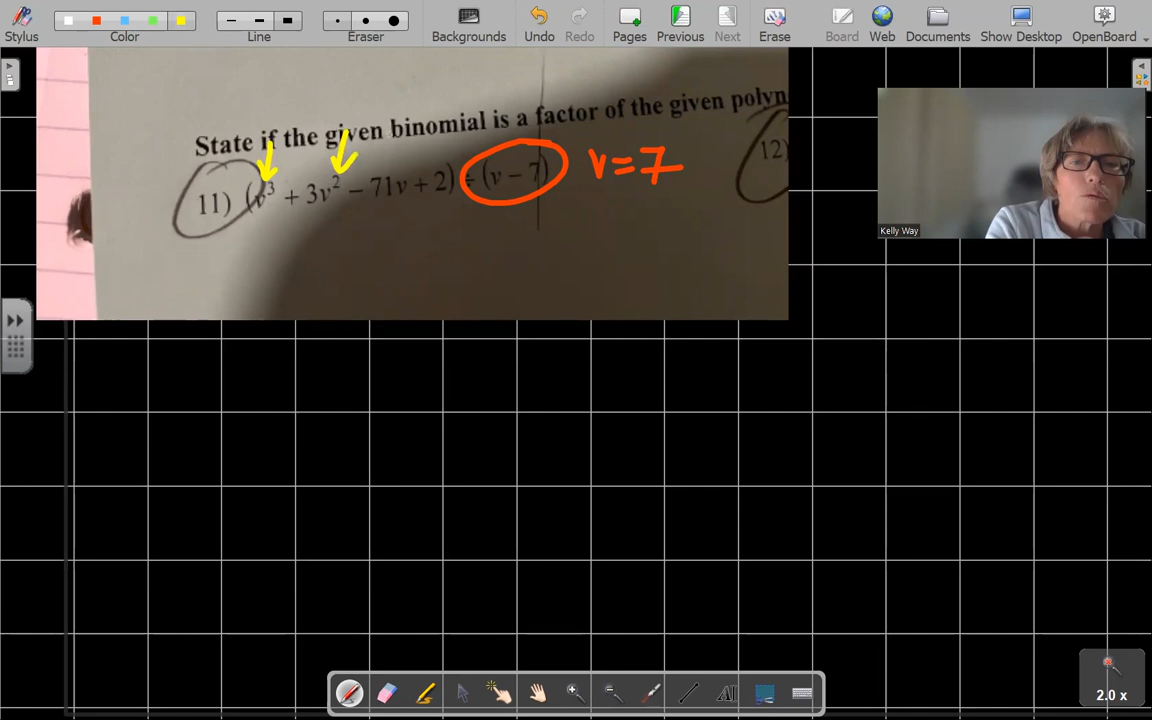 Stylus
Color
Line
Eraser
Backgrounds
Undo
Redo
Pages
Previous
Next
Erase
Board
Web
Documents
Show Desktop
OpenBoard
State if the given binomial is a factor of the given polyn
11) (v³ + 3v² − 71v + 2) ÷ (v − 7) v=7
12)
Kelly Way
2.0 x